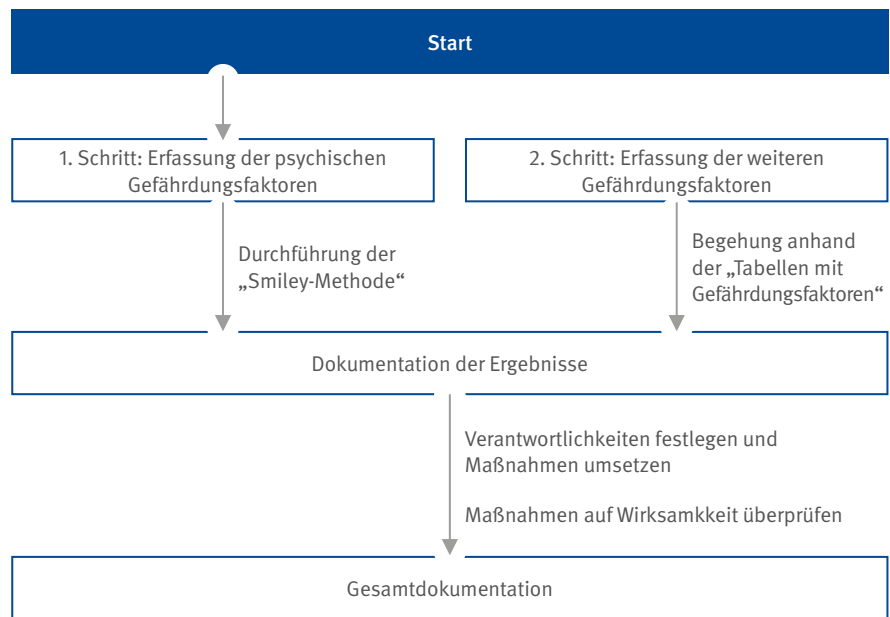 Start
1. Schritt: Erfassung der psychischen
Gefährdungsfaktoren
2. Schritt: Erfassung der weiteren
Gefährdungsfaktoren
Durchführung der
„Smiley-Methode“
Begehung anhand
der „Tabellen mit
Gefährdungsfaktoren“
Dokumentation der Ergebnisse
Verantwortlichkeiten festlegen und
Maßnahmen umsetzen
Maßnahmen auf Wirksamkkeit überprüfen
Gesamtdokumentation